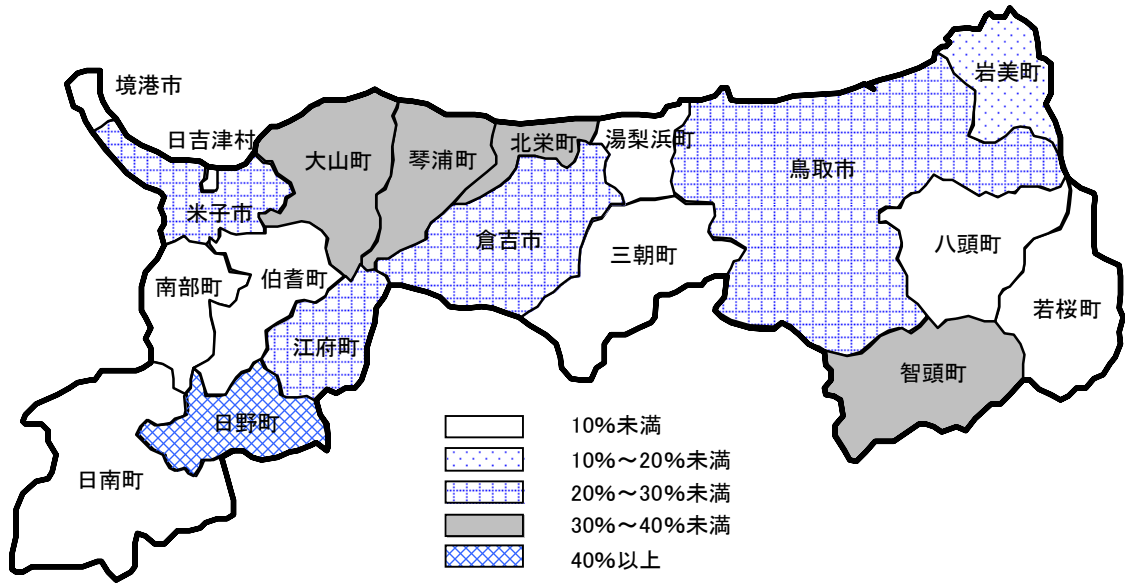 境港市
日吉津村
米子市
大山町
琴浦町
北栄町
湯梨浜町
鳥取市
岩美町
倉吉市
三朝町
八頭町
若桜町
南部町
伯耆町
江府町
智頭町
日野町
日南町
10%未満
10%～20%未満
20%～30%未満
30%～40%未満
40%以上